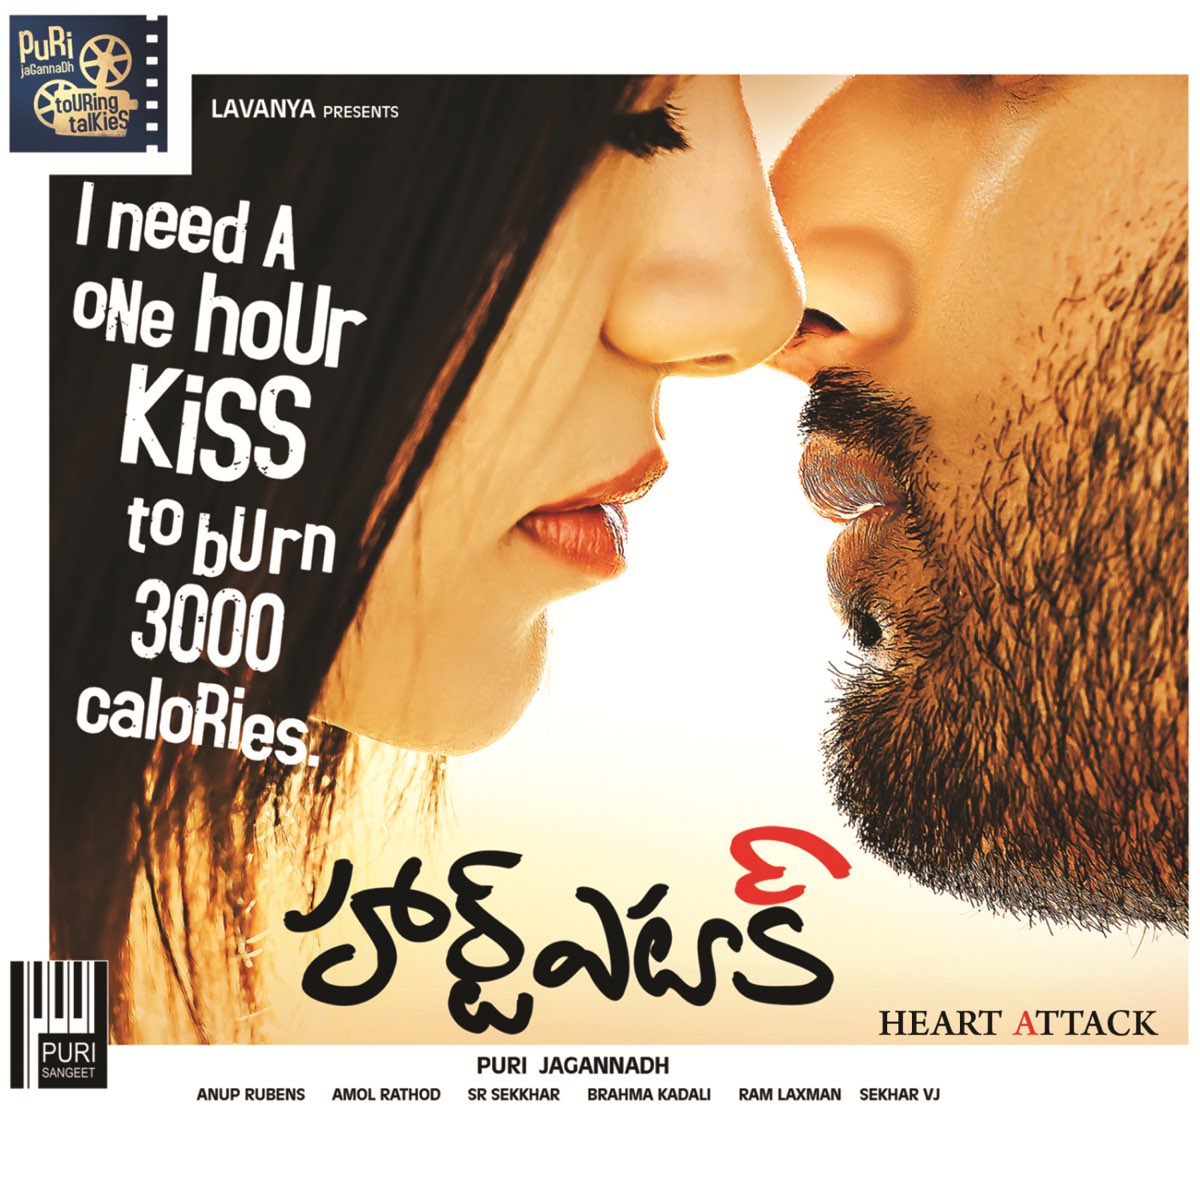 PuRi
jaGannaDh
toURing
talKieS
LAVANYA PRESENTS
I need A
oNe hoUr
KiSS
to bUrn
3000
caloRies.
హార్ట్ ఎటాక్
HEART ATTACK
PURI
SANGEET
PURI JAGANNADH
ANUP RUBENS AMOL RATHOD SR SEKKHAR BRAHMA KADALI RAM LAXMAN SEKHAR VJ